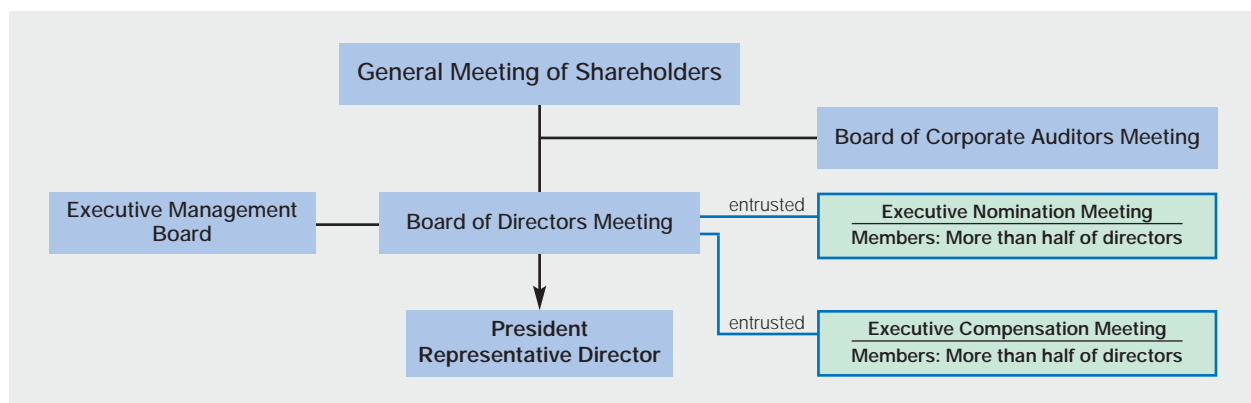 General Meeting of Shareholders
Board of Corporate Auditors Meeting
Executive Management
Board
Board of Directors Meeting
entrusted
Executive Nomination Meeting
Members: More than half of directors
President
Representative Director
entrusted
Executive Compensation Meeting
Members: More than half of directors